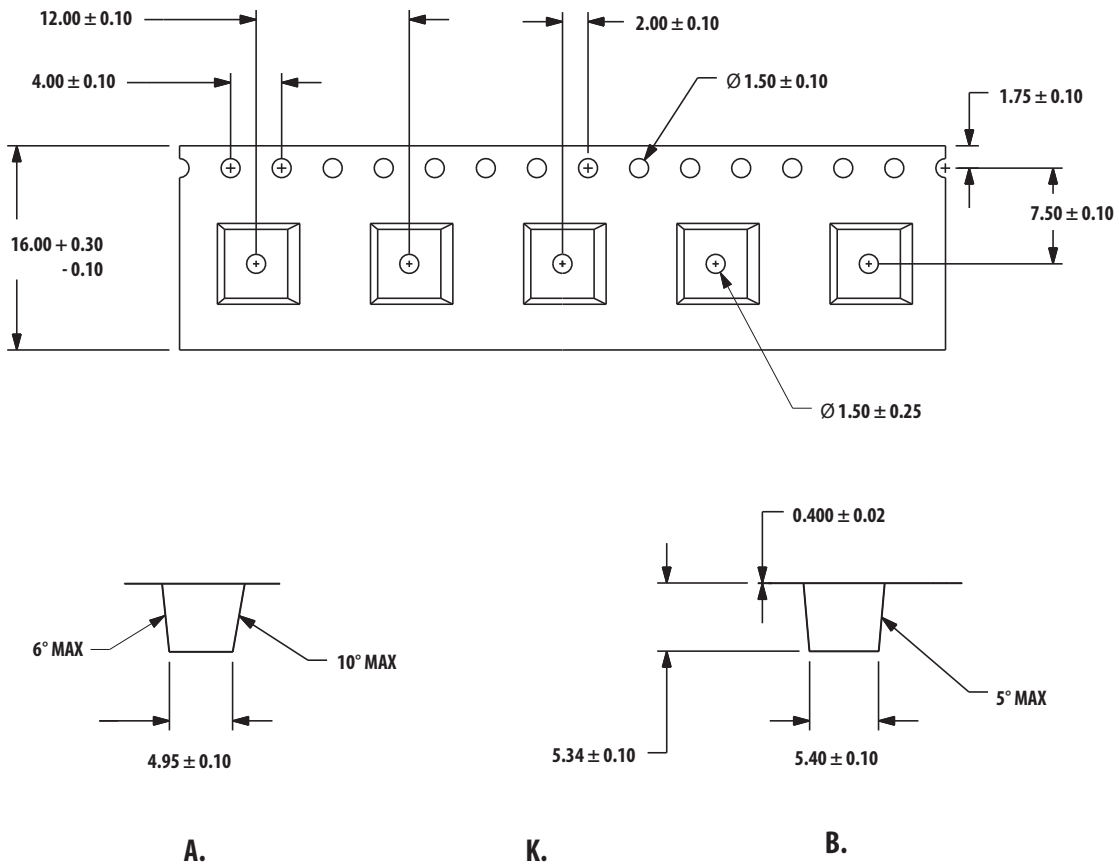 12.00 ± 0.10
2.00 ± 0.10
4.00 ± 0.10
Ø 1.50 ± 0.10
1.75 ± 0.10
16.00 + 0.30
- 0.10
7.50 ± 0.10
Ø 1.50 ± 0.25
0.400 ± 0.02
6° MAX
10° MAX
5° MAX
4.95 ± 0.10
5.34 ± 0.10
5.40 ± 0.10
A.
K.
B.